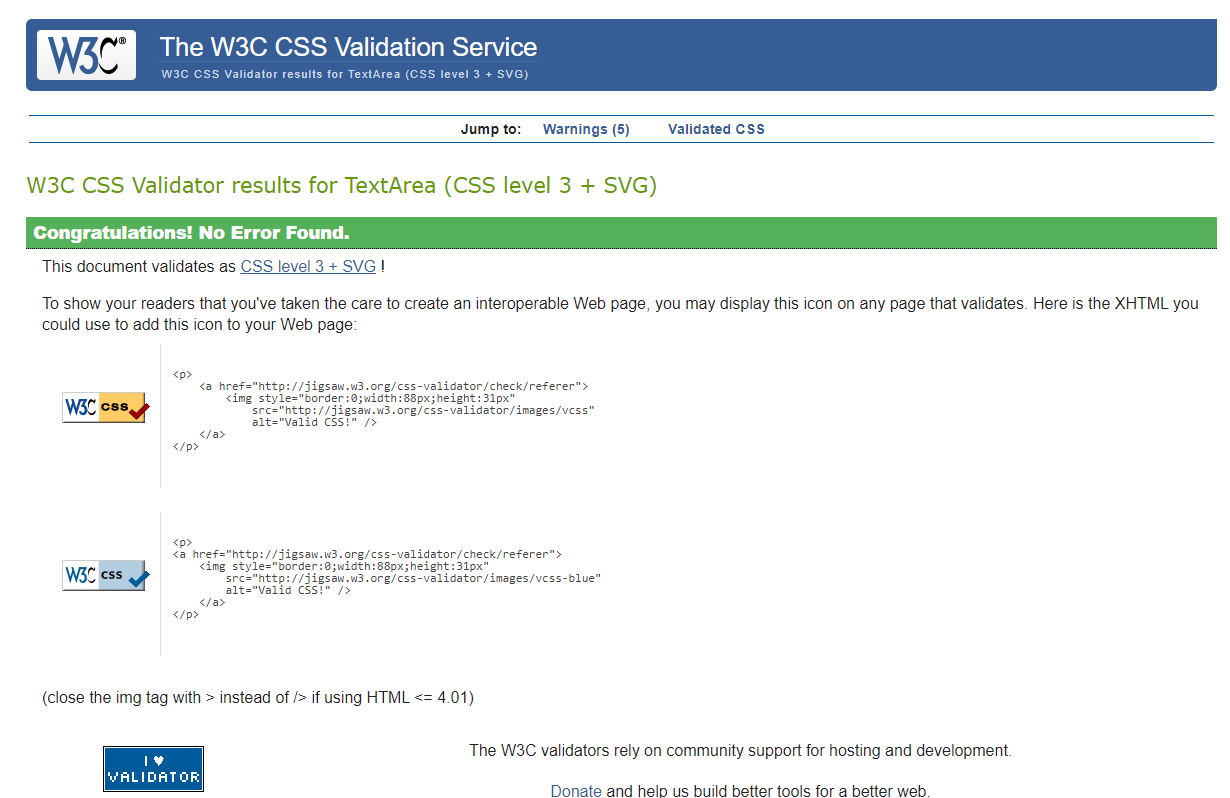 W3C®
The W3C CSS Validation Service
W3C CSS Validator results for TextArea (CSS level 3 + SVG)
Jump to: Warnings (5) Validated CSS
W3C CSS Validator results for TextArea (CSS level 3 + SVG)
Congratulations! No Error Found.
This document validates as CSS level 3 + SVG !
To show your readers that you've taken the care to create an interoperable Web page, you may display this icon on any page that validates. Here is the XHTML you
could use to add this icon to your Web page:
W3C css
<p>
    <a href="http://jigsaw.w3.org/css-validator/check/referer">
        <img style="border:0;width:88px;height:31px"
            src="http://jigsaw.w3.org/css-validator/images/vcss"
            alt="Valid CSS!" />
    </a>
</p>
W3C css
<p>
<a href="http://jigsaw.w3.org/css-validator/check/referer">
    <img style="border:0;width:88px;height:31px"
        src="http://jigsaw.w3.org/css-validator/images/vcss-blue"
        alt="Valid CSS!" />
    </a>
</p>
(close the img tag with > instead of /> if using HTML <= 4.01)
I ♥
VALIDATOR
The W3C validators rely on community support for hosting and development.
Donate and help us build better tools for a better web.